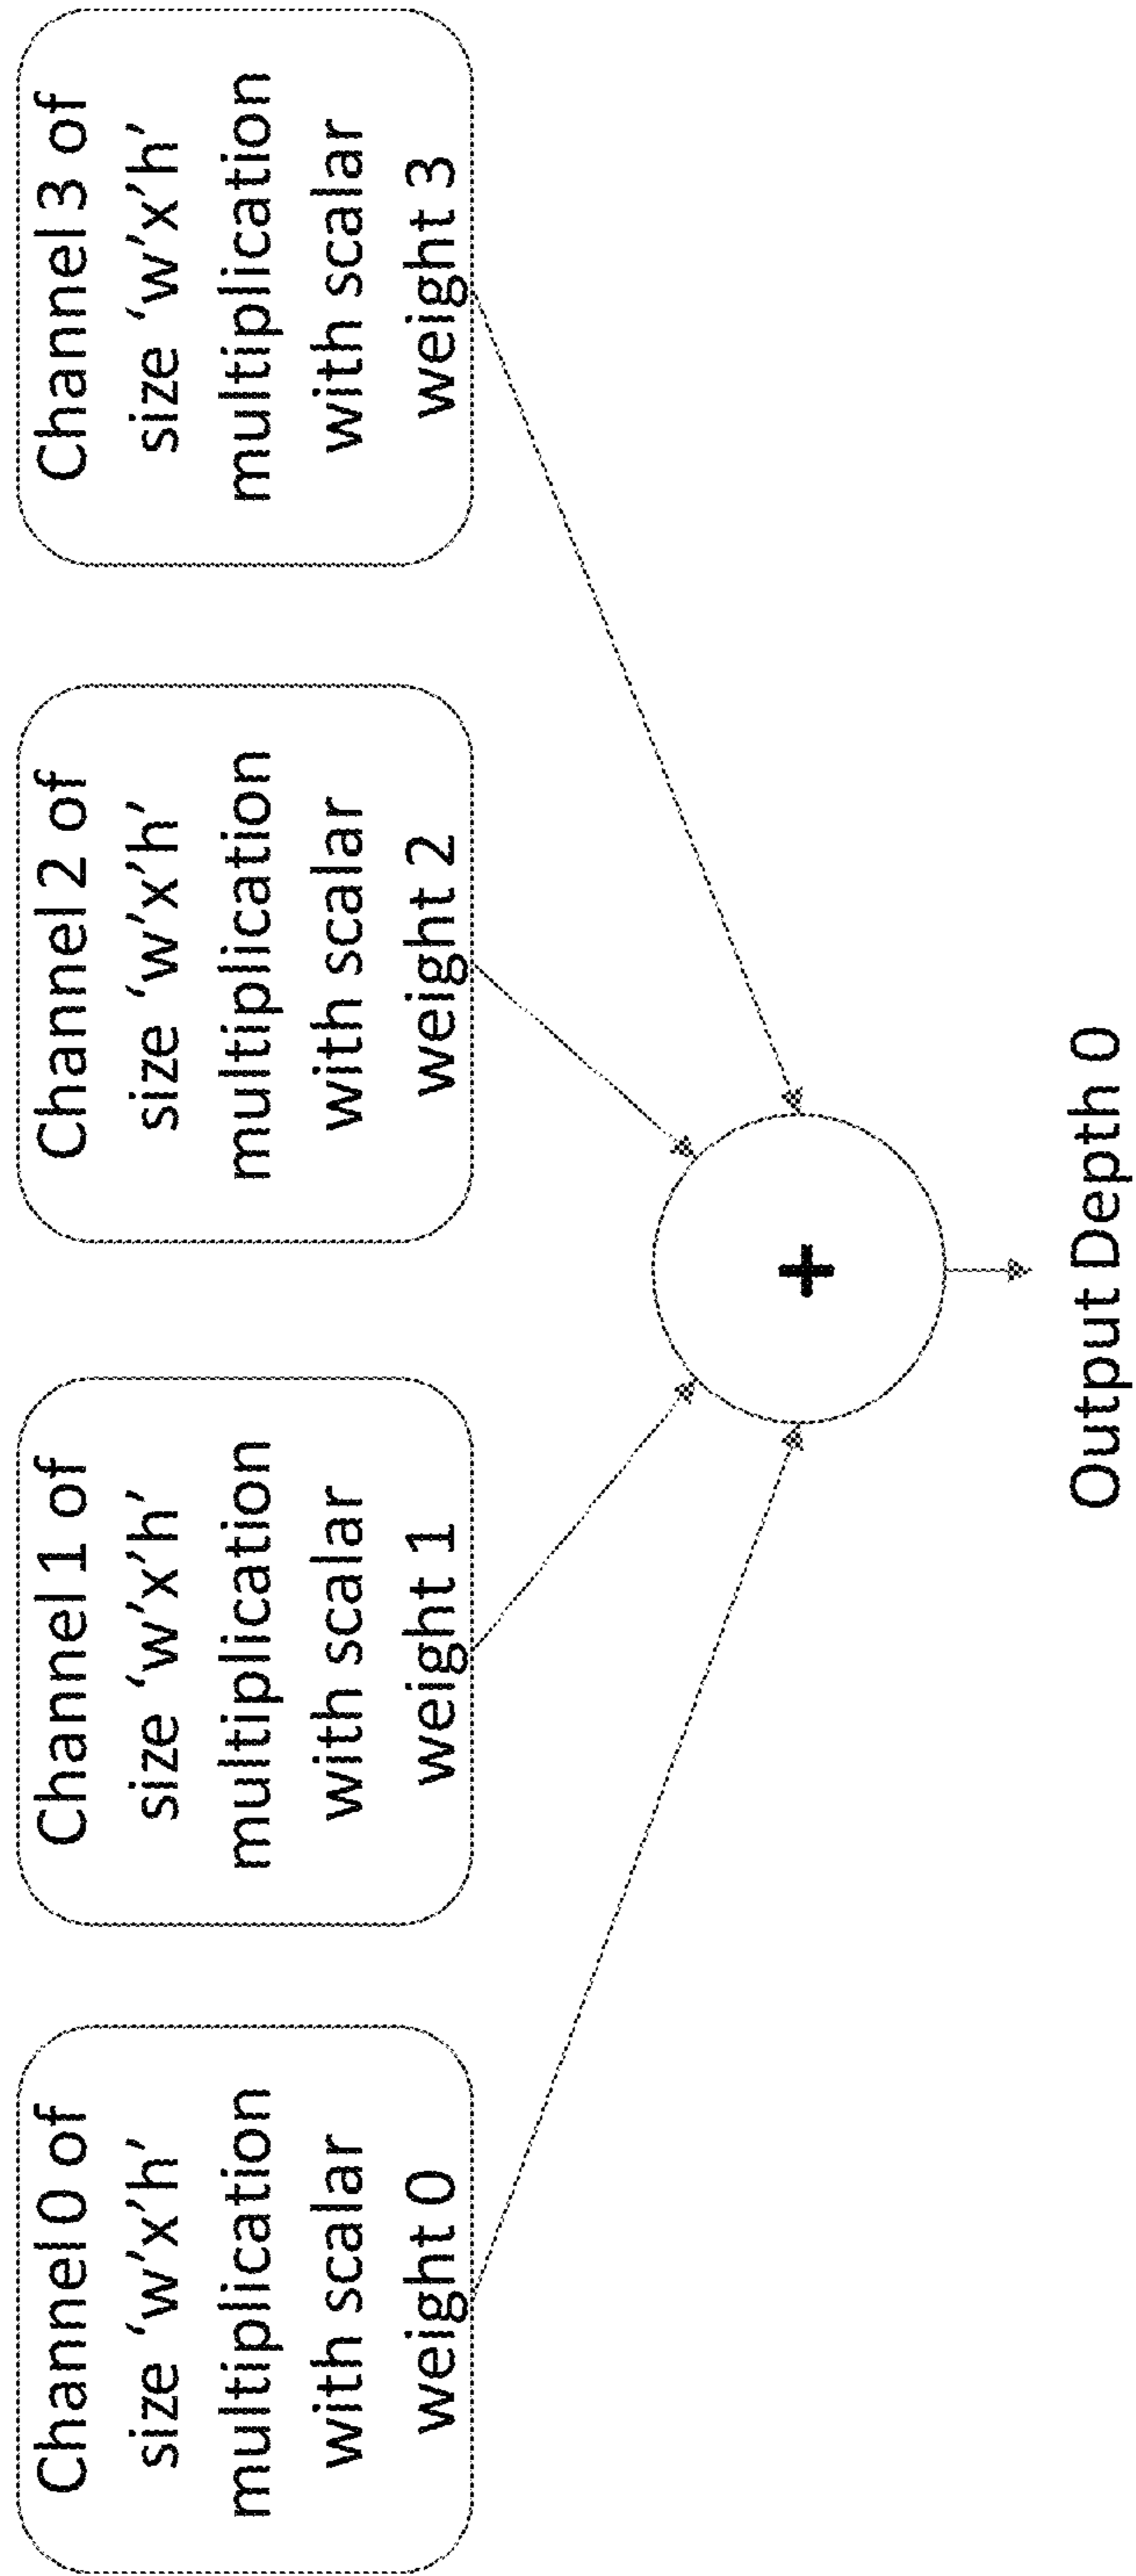 Channel 0 of
size ‘w’x’h’
multiplication
with scalar
weight 0
Channel 1 of
size ‘w’x’h’
multiplication
with scalar
weight 1
Channel 2 of
size ‘w’x’h’
multiplication
with scalar
weight 2
Channel 3 of
size ‘w’x’h’
multiplication
with scalar
weight 3
+
Output Depth 0